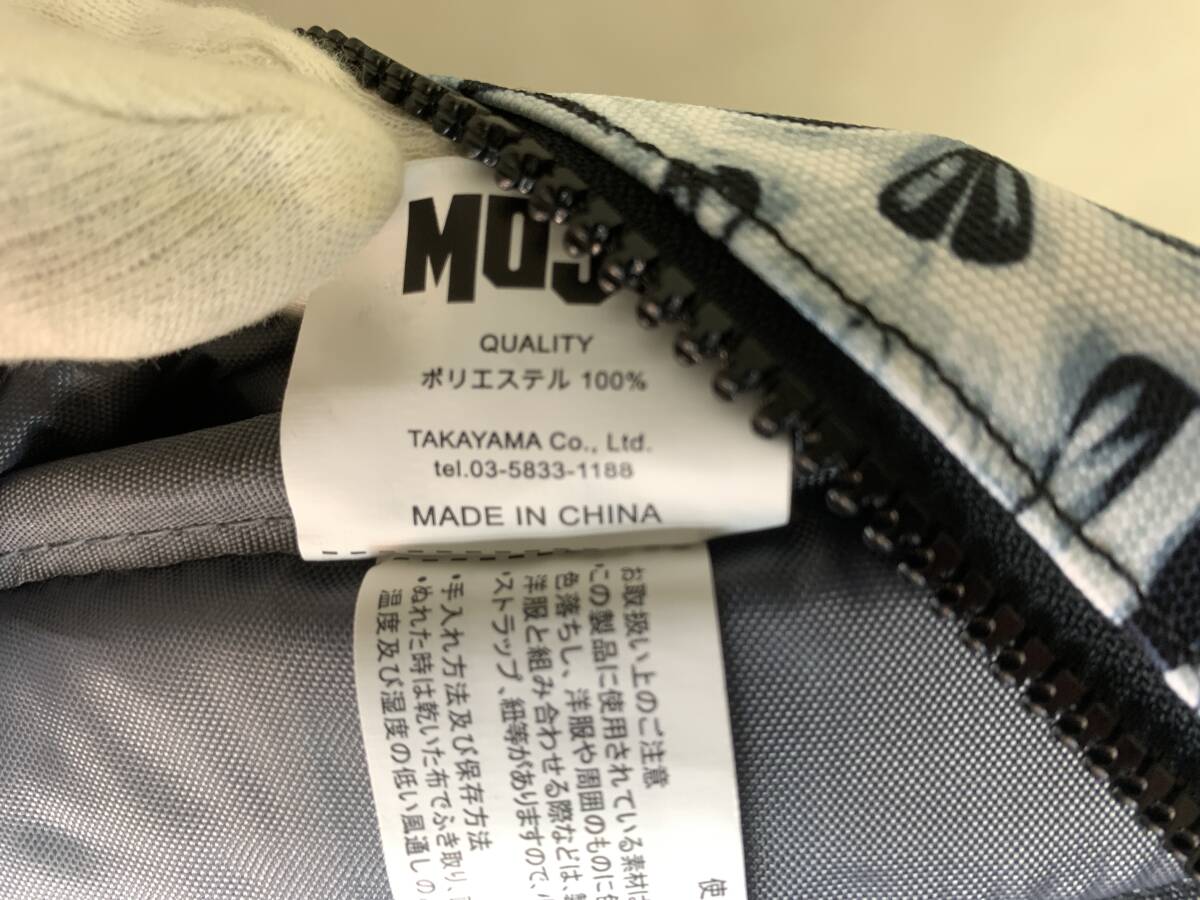 MOS
QUALITY
ポリエステル 100%
TAKAYAMA Co., Ltd.
tel.03-5833-1188
MADE IN CHINA
お取扱い上のご注意
・この製品に使用されている素材は
色落ちし、洋服や周囲のものに色
洋服と組み合わせる際などは、
・ストラップ、紐等がありますので、
・手入れ方法及び保存方法
・ぬれた時は乾いた布でふき取り、
温度及び湿度の低い風通しの
使